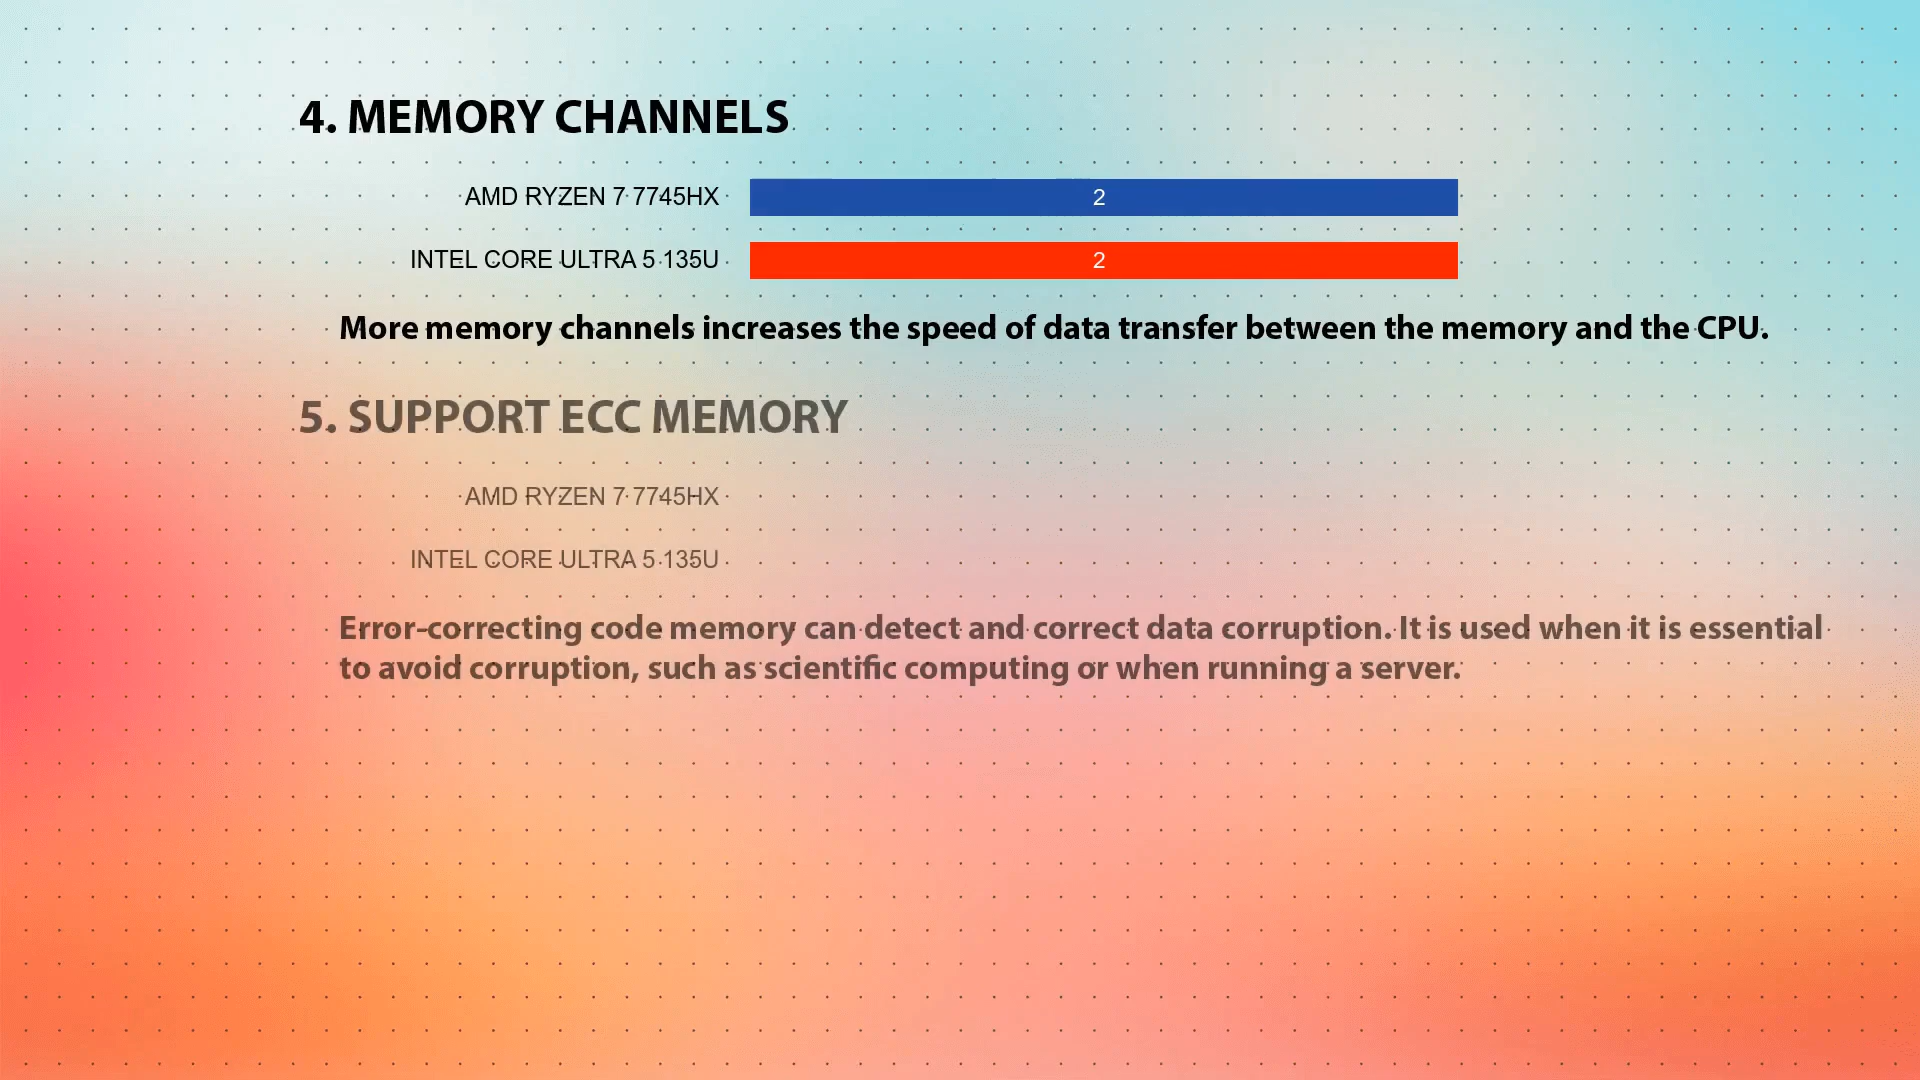 4. MEMORY CHANNELS
AMD RYZEN 7 7745HX 2
INTEL CORE ULTRA 5 135U 2
More memory channels increases the speed of data transfer between the memory and the CPU.
5. SUPPORT ECC MEMORY
AMD RYZEN 7 7745HX
INTEL CORE ULTRA 5 135U
Error-correcting code memory can detect and correct data corruption. It is used when it is essential
to avoid corruption, such as scientific computing or when running a server.